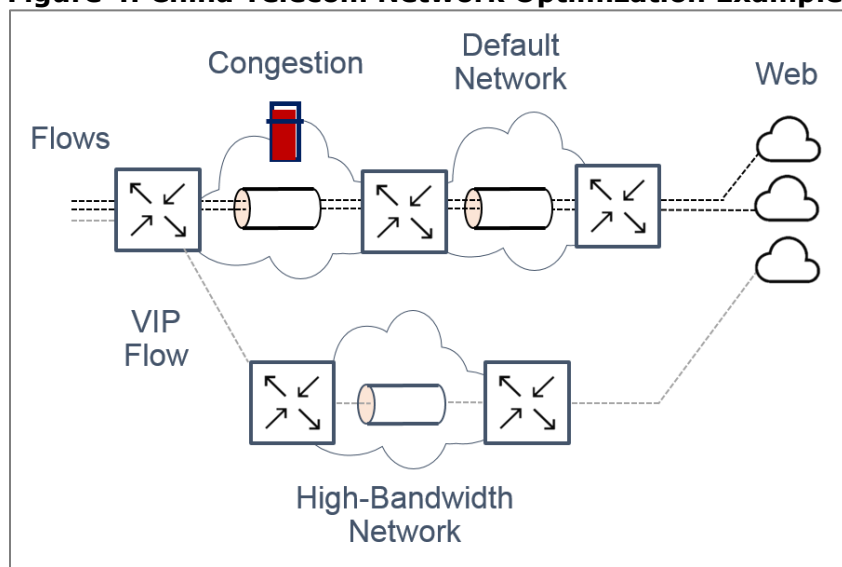 Figure 4: China Telecom Network Optimization Example
Congestion
Default
Network
Web
Flows
VIP
Flow
High-Bandwidth
Network